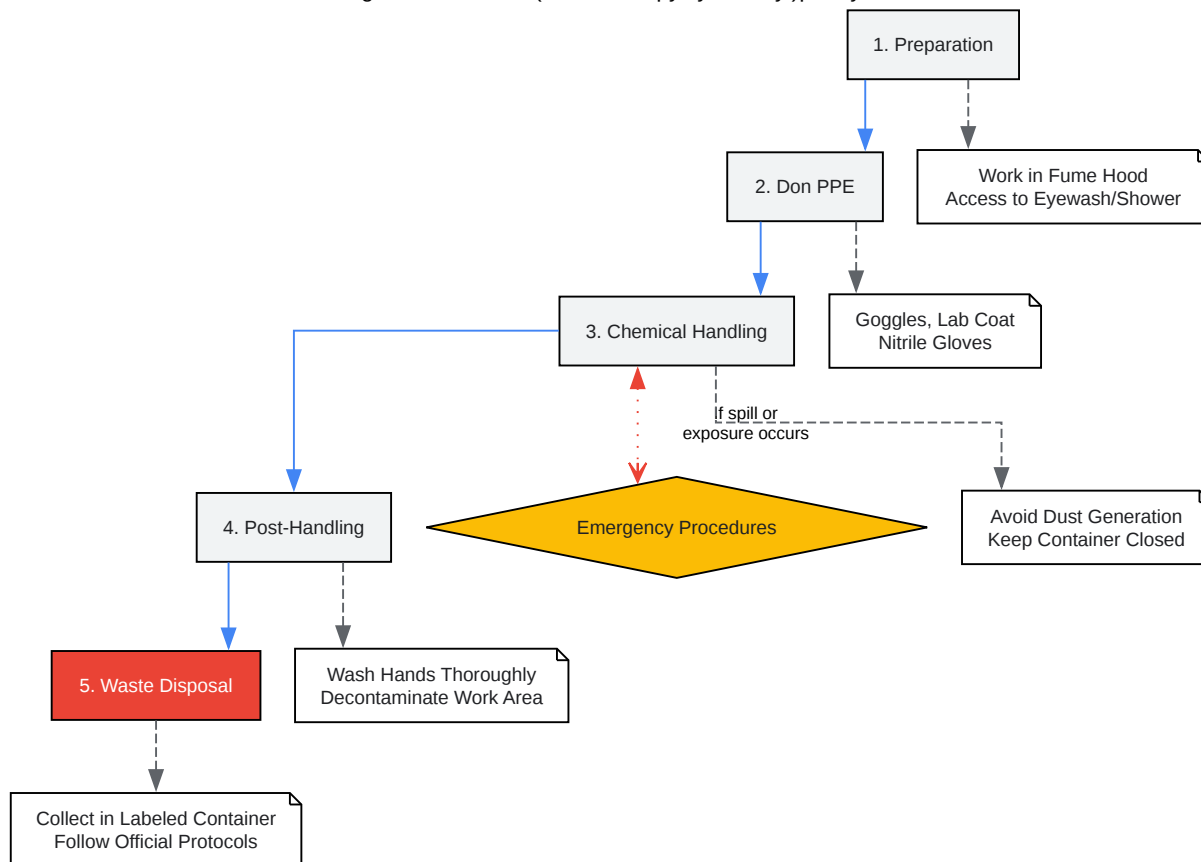 1. Preparation
Work in Fume Hood
Access to Eyewash/Shower
2. Don PPE
Goggles, Lab Coat
Nitrile Gloves
3. Chemical Handling
If spill or
exposure occurs
Emergency Procedures
Avoid Dust Generation
Keep Container Closed
4. Post-Handling
Wash Hands Thoroughly
Decontaminate Work Area
5. Waste Disposal
Collect in Labeled Container
Follow Official Protocols